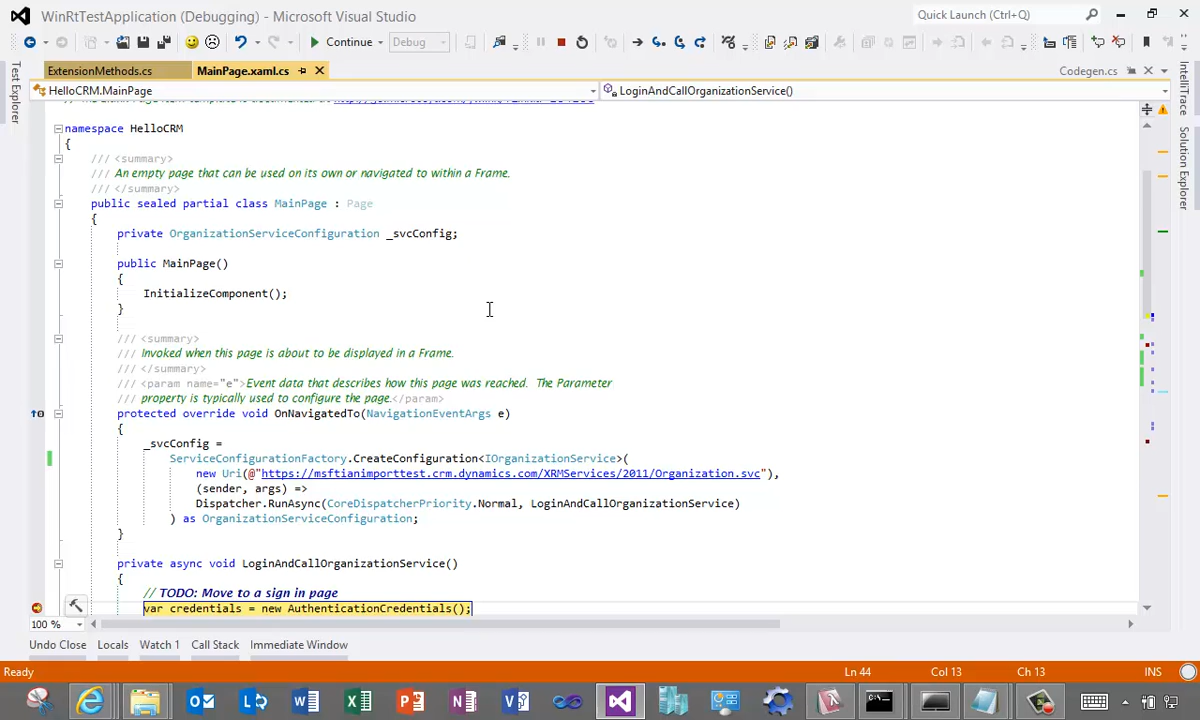 WinRtTestApplication (Debugging) - Microsoft Visual Studio
Quick Launch (Ctrl+Q)
Continue
Debug
ExtensionMethods.cs
MainPage.xaml.cs
Codegen.cs
HelloCRM.MainPage
LoginAndCallOrganizationService()
Test Explorer
IntelliTrace
Solution Explorer
namespace HelloCRM
{
/// <summary>
/// An empty page that can be used on its own or navigated to within a Frame.
/// </summary>
public sealed partial class MainPage : Page
{
private OrganizationServiceConfiguration _svcConfig;
public MainPage()
{
InitializeComponent();
}
/// <summary>
/// Invoked when this page is about to be displayed in a Frame.
/// </summary>
/// <param name="e">Event data that describes how this page was reached.  The Parameter
/// property is typically used to configure the page.</param>
protected override void OnNavigatedTo(NavigationEventArgs e)
{
_svcConfig =
ServiceConfigurationFactory.CreateConfiguration<IOrganizationService>(
new Uri(@"https://msftianimporttest.crm.dynamics.com/XRMServices/2011/Organization.svc"),
(sender, args) =>
Dispatcher.RunAsync(CoreDispatcherPriority.Normal, LoginAndCallOrganizationService)
) as OrganizationServiceConfiguration;
}
private async void LoginAndCallOrganizationService()
{
// TODO: Move to a sign in page
var credentials = new AuthenticationCredentials();
100 %
Undo Close
Locals
Watch 1
Call Stack
Immediate Window
Ready
Ln 44
Col 13
Ch 13
INS